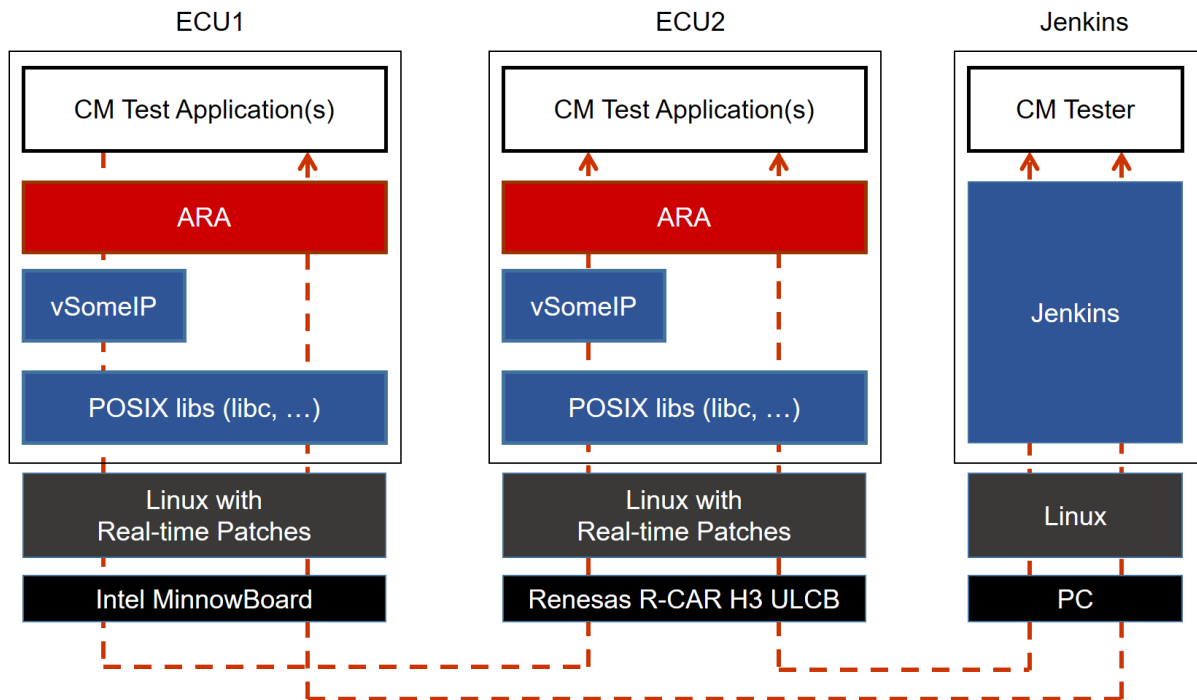 ECU1
CM Test Application(s)
ARA
vSomeIP
POSIX libs (libc, …)
Linux with
Real-time Patches
Intel MinnowBoard
ECU2
CM Test Application(s)
ARA
vSomeIP
POSIX libs (libc, …)
Linux with
Real-time Patches
Renesas R-CAR H3 ULCB
Jenkins
CM Tester
Jenkins
Linux
PC